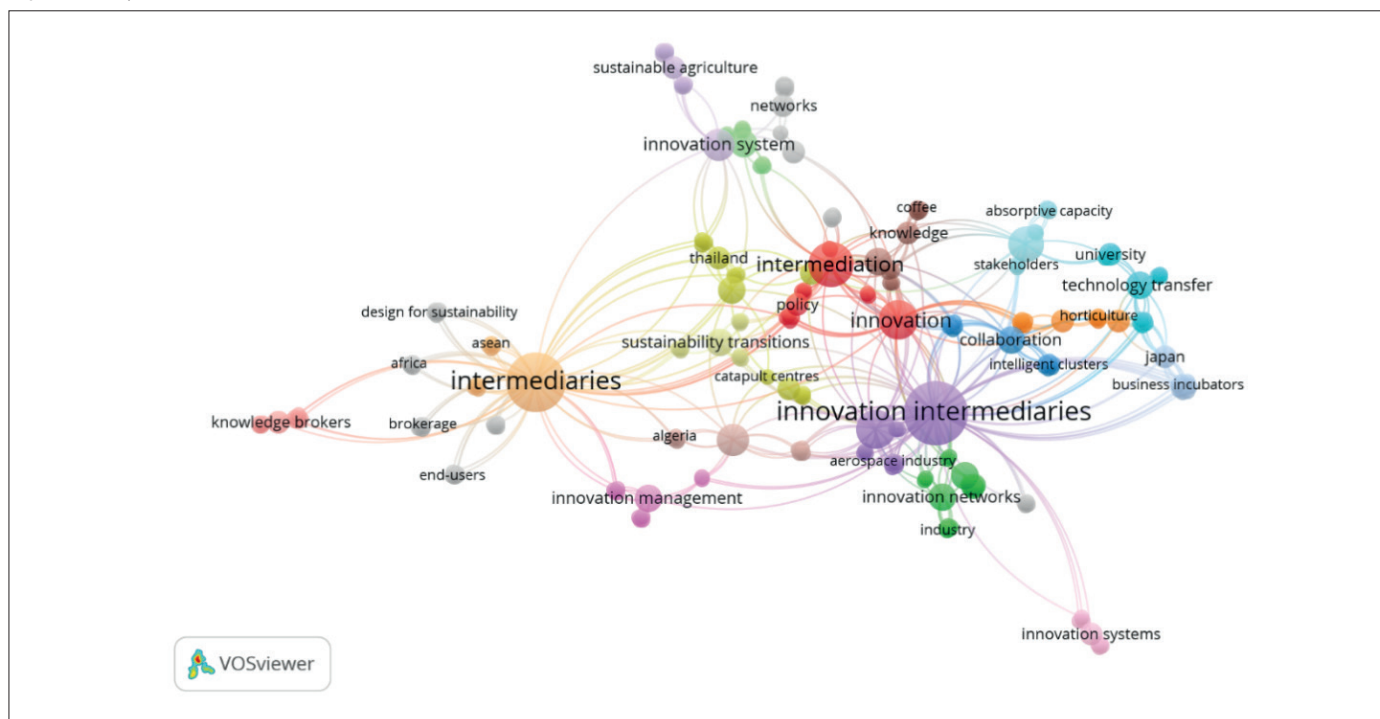 sustainable agriculture
networks
innovation system
coffee
absorptive capacity
knowledge
university
thailand
intermediation
stakeholders
technology transfer
policy
design for sustainability
innovation
horticulture
asean
sustainability transitions
collaboration
africa
intelligent clusters
japan
catapult centres
intermediaries
business incubators
innovation intermediaries
knowledge brokers
brokerage
algeria
aerospace industry
end-users
innovation management
innovation networks
industry
innovation systems
VOSviewer